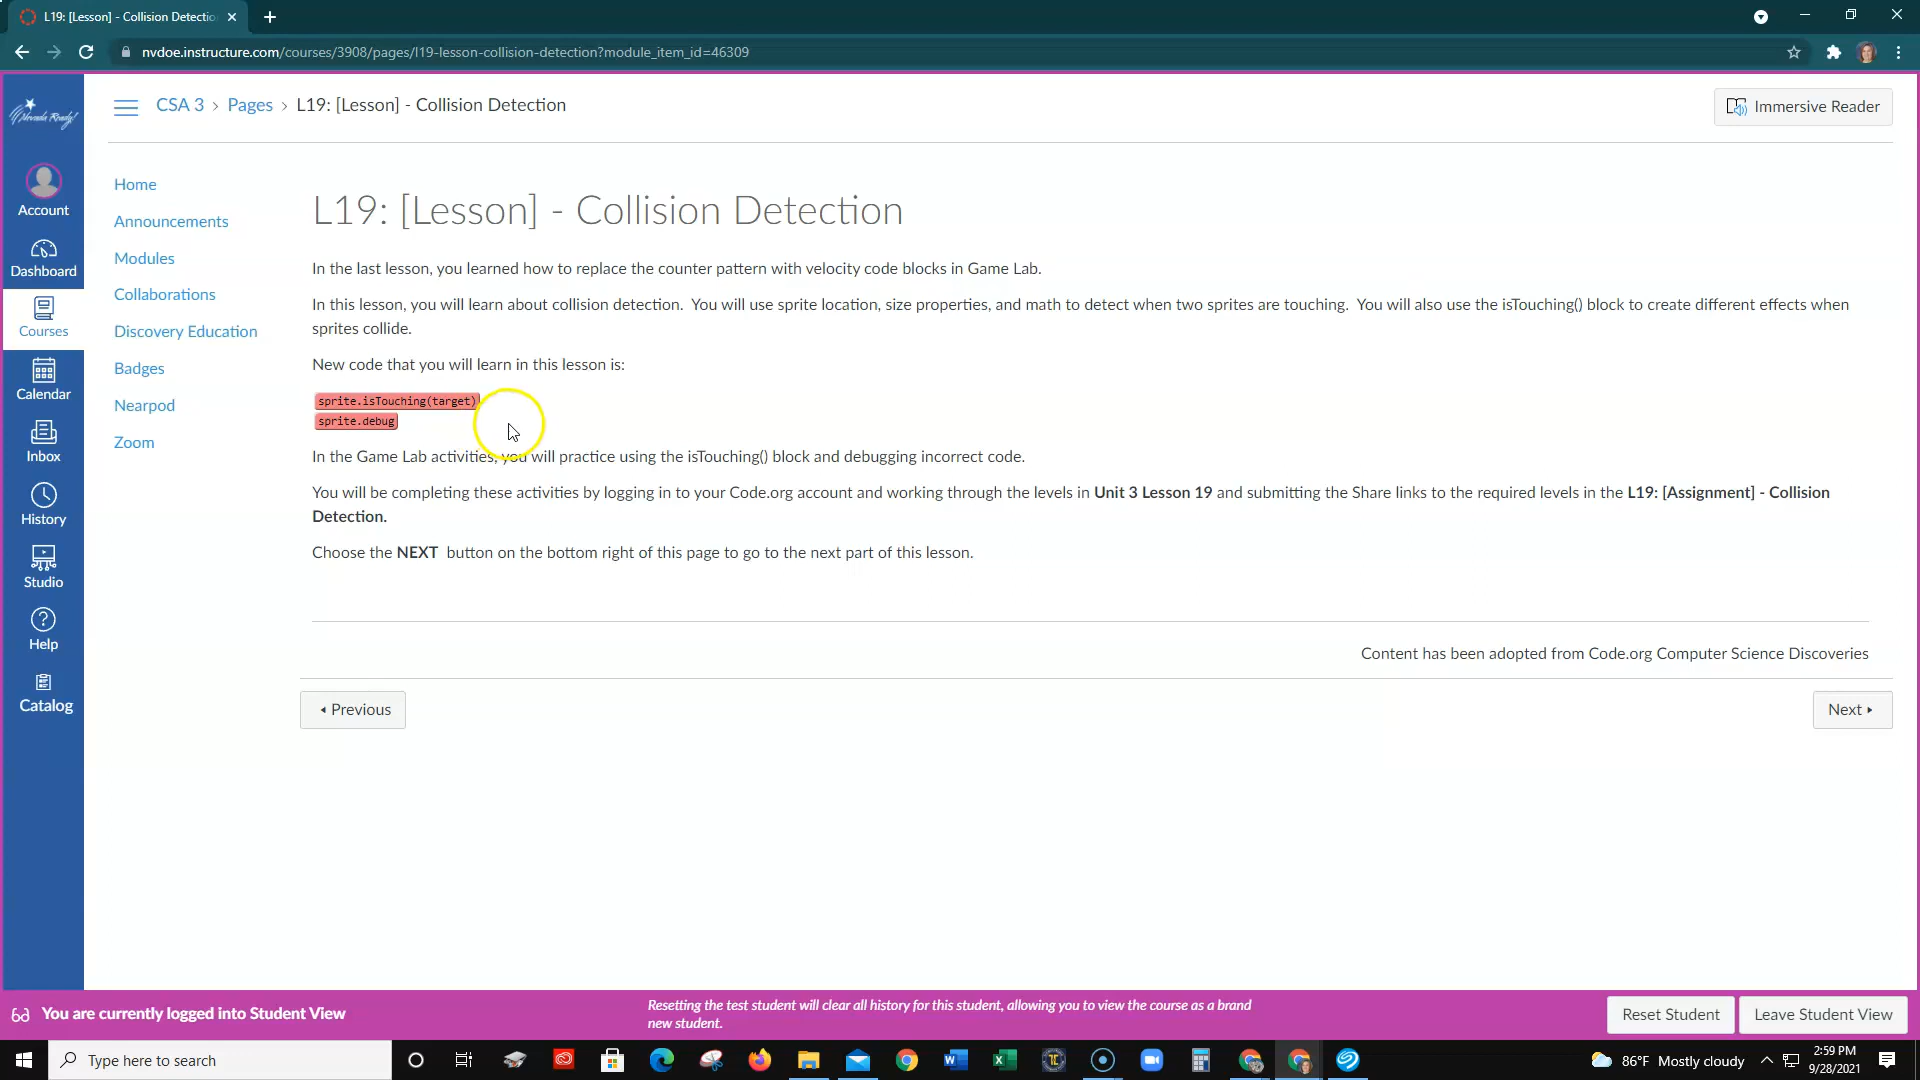 L19: [Lesson] - Collision Detectio
nvdoe.instructure.com/courses/3908/pages/l19-lesson-collision-detection?module_item_id=46309
Nevada Ready!
CSA 3 › Pages › L19: [Lesson] - Collision Detection
Immersive Reader
Account
Dashboard
Courses
Calendar
Inbox
History
Studio
Help
Catalog
Home
Announcements
Modules
Collaborations
Discovery Education
Badges
Nearpod
Zoom
L19: [Lesson] - Collision Detection
In the last lesson, you learned how to replace the counter pattern with velocity code blocks in Game Lab.
In this lesson, you will learn about collision detection.  You will use sprite location, size properties, and math to detect when two sprites are touching.  You will also use the isTouching() block to create different effects when
sprites collide.
New code that you will learn in this lesson is:
sprite.isTouching(target)
sprite.debug
In the Game Lab activities, you will practice using the isTouching() block and debugging incorrect code.
You will be completing these activities by logging in to your Code.org account and working through the levels in Unit 3 Lesson 19 and submitting the Share links to the required levels in the L19: [Assignment] - Collision
Detection.
Choose the NEXT  button on the bottom right of this page to go to the next part of this lesson.
Content has been adopted from Code.org Computer Science Discoveries
Previous
Next
You are currently logged into Student View
Resetting the test student will clear all history for this student, allowing you to view the course as a brand
new student.
Reset Student
Leave Student View
Type here to search
86°F Mostly cloudy
2:59 PM
9/28/2021